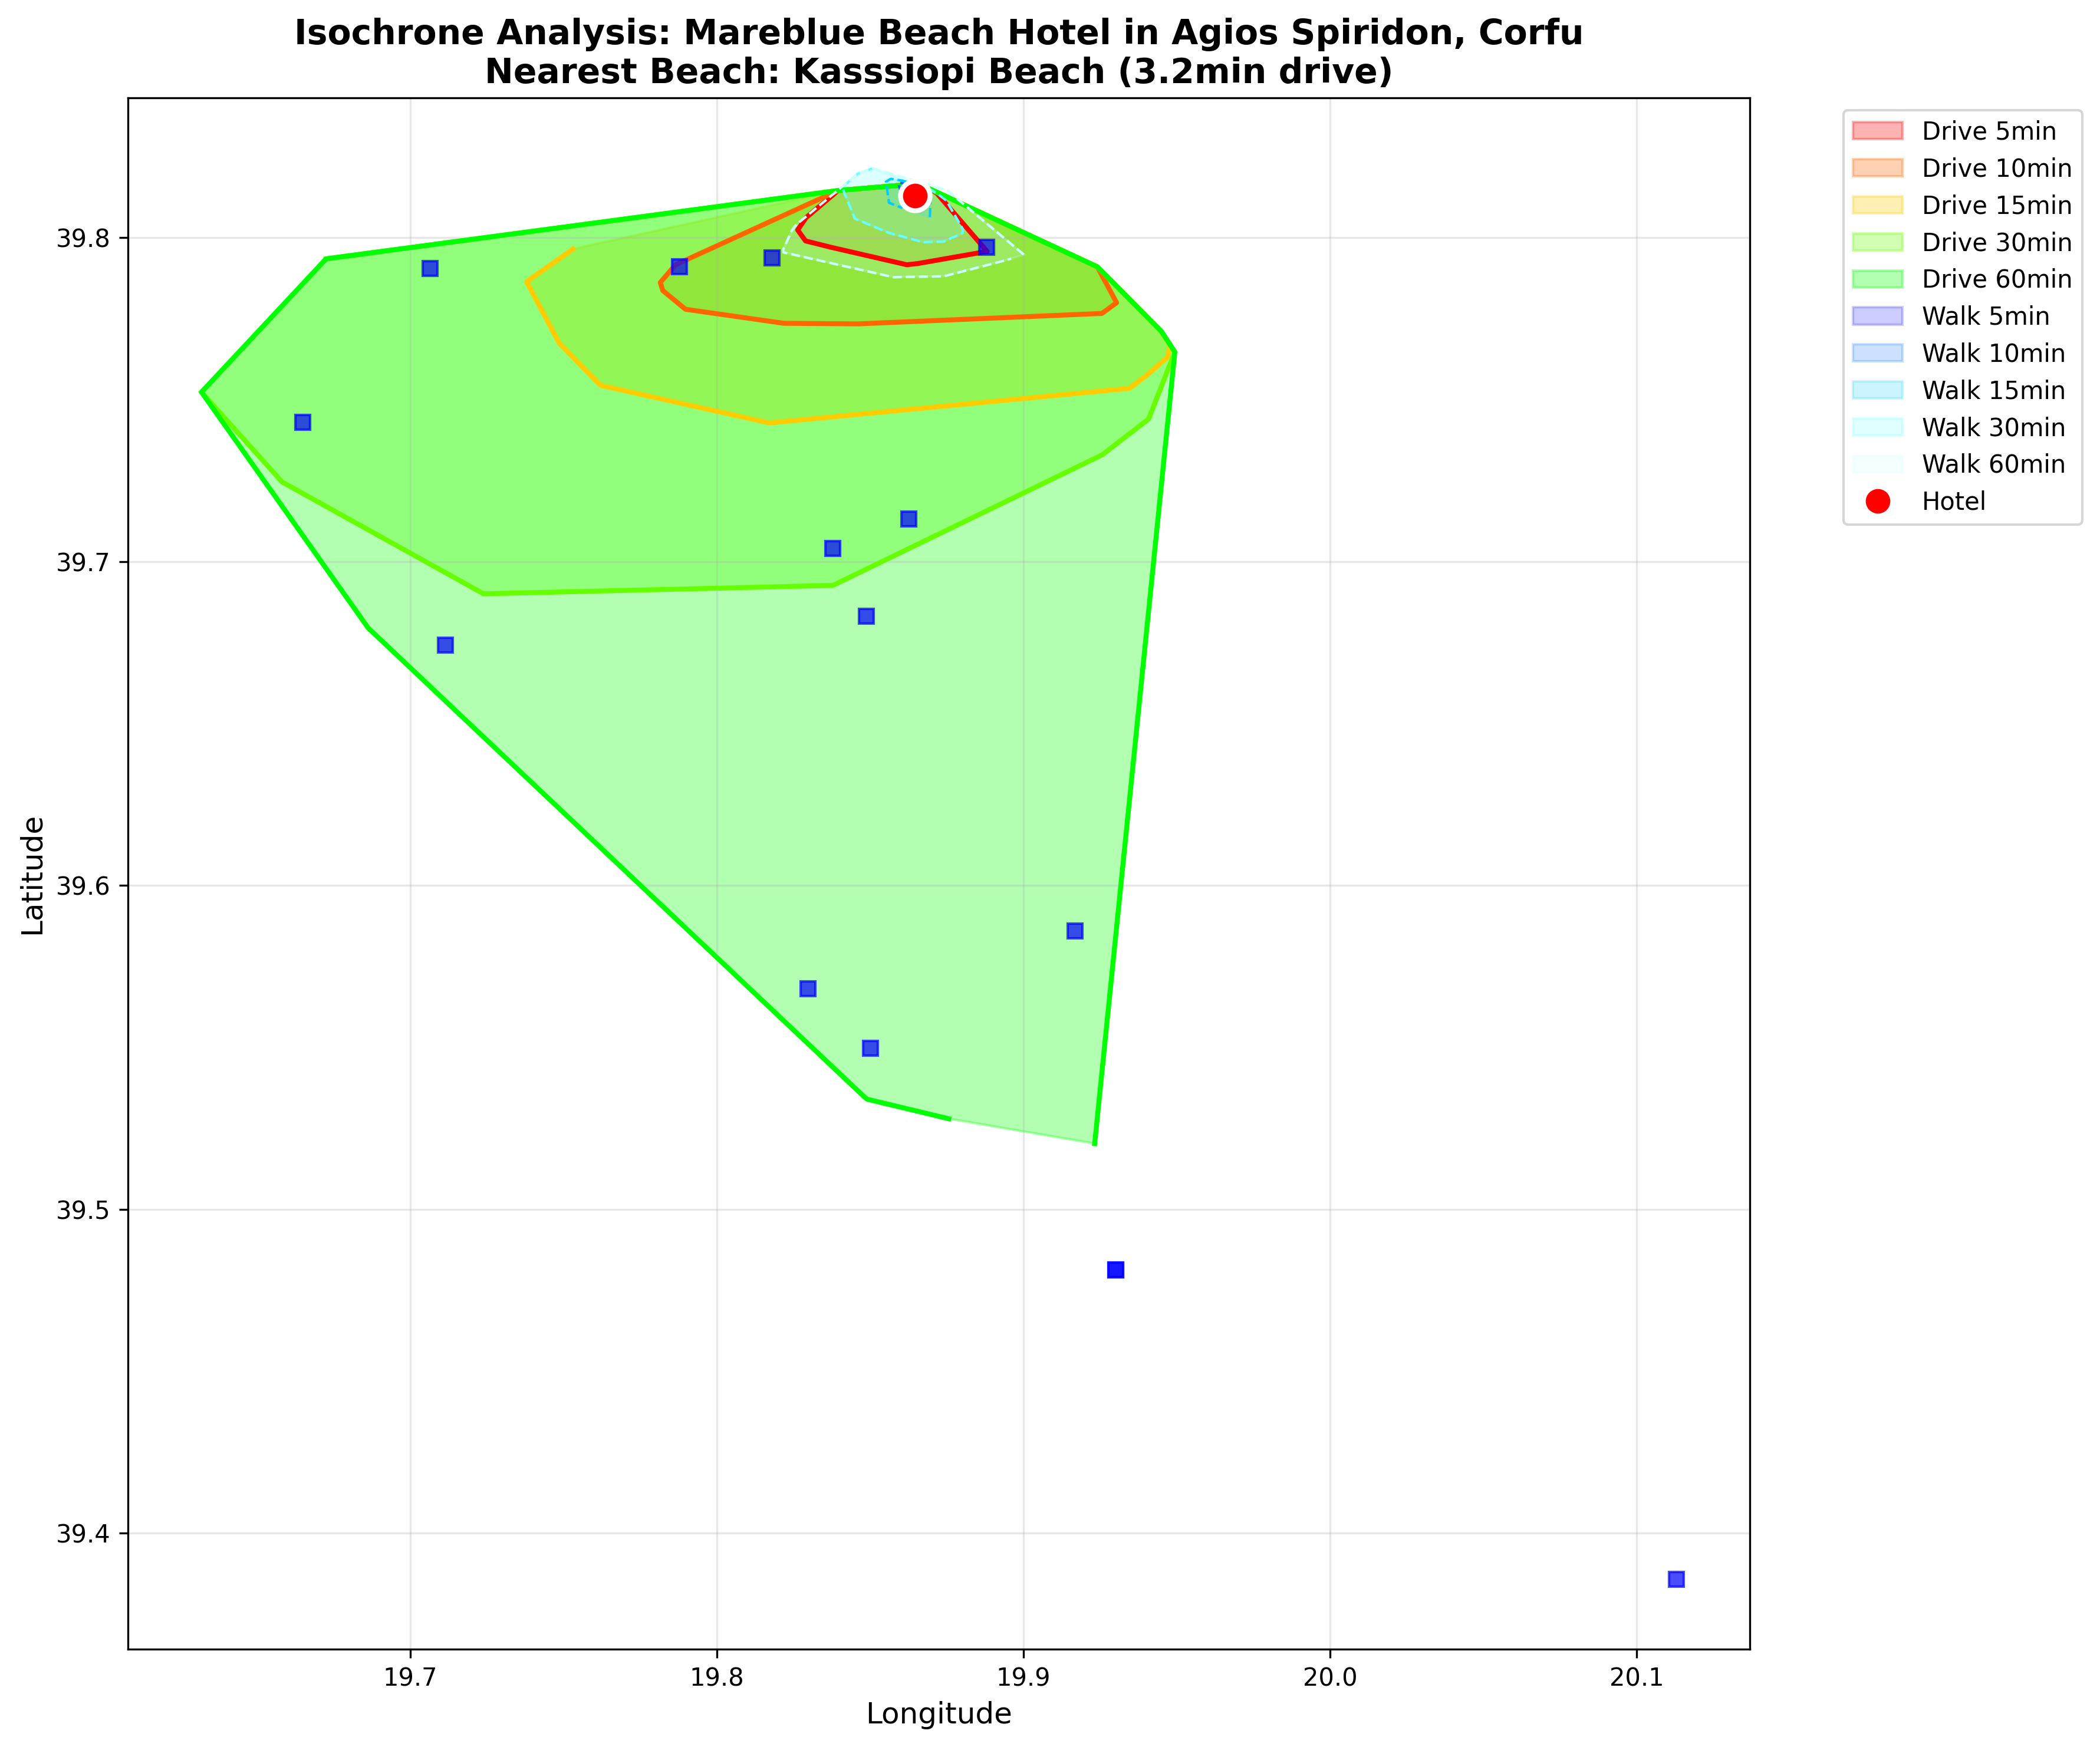 Isochrone Analysis: Mareblue Beach Hotel in Agios Spiridon, Corfu
Nearest Beach: Kasssiopi Beach (3.2min drive)
Drive 5min
Drive 10min
Drive 15min
Drive 30min
Drive 60min
Walk 5min
Walk 10min
Walk 15min
Walk 30min
Walk 60min
Hotel
Latitude
39.8
39.7
39.6
39.5
39.4
19.7 19.8 19.9 20.0 20.1
Longitude